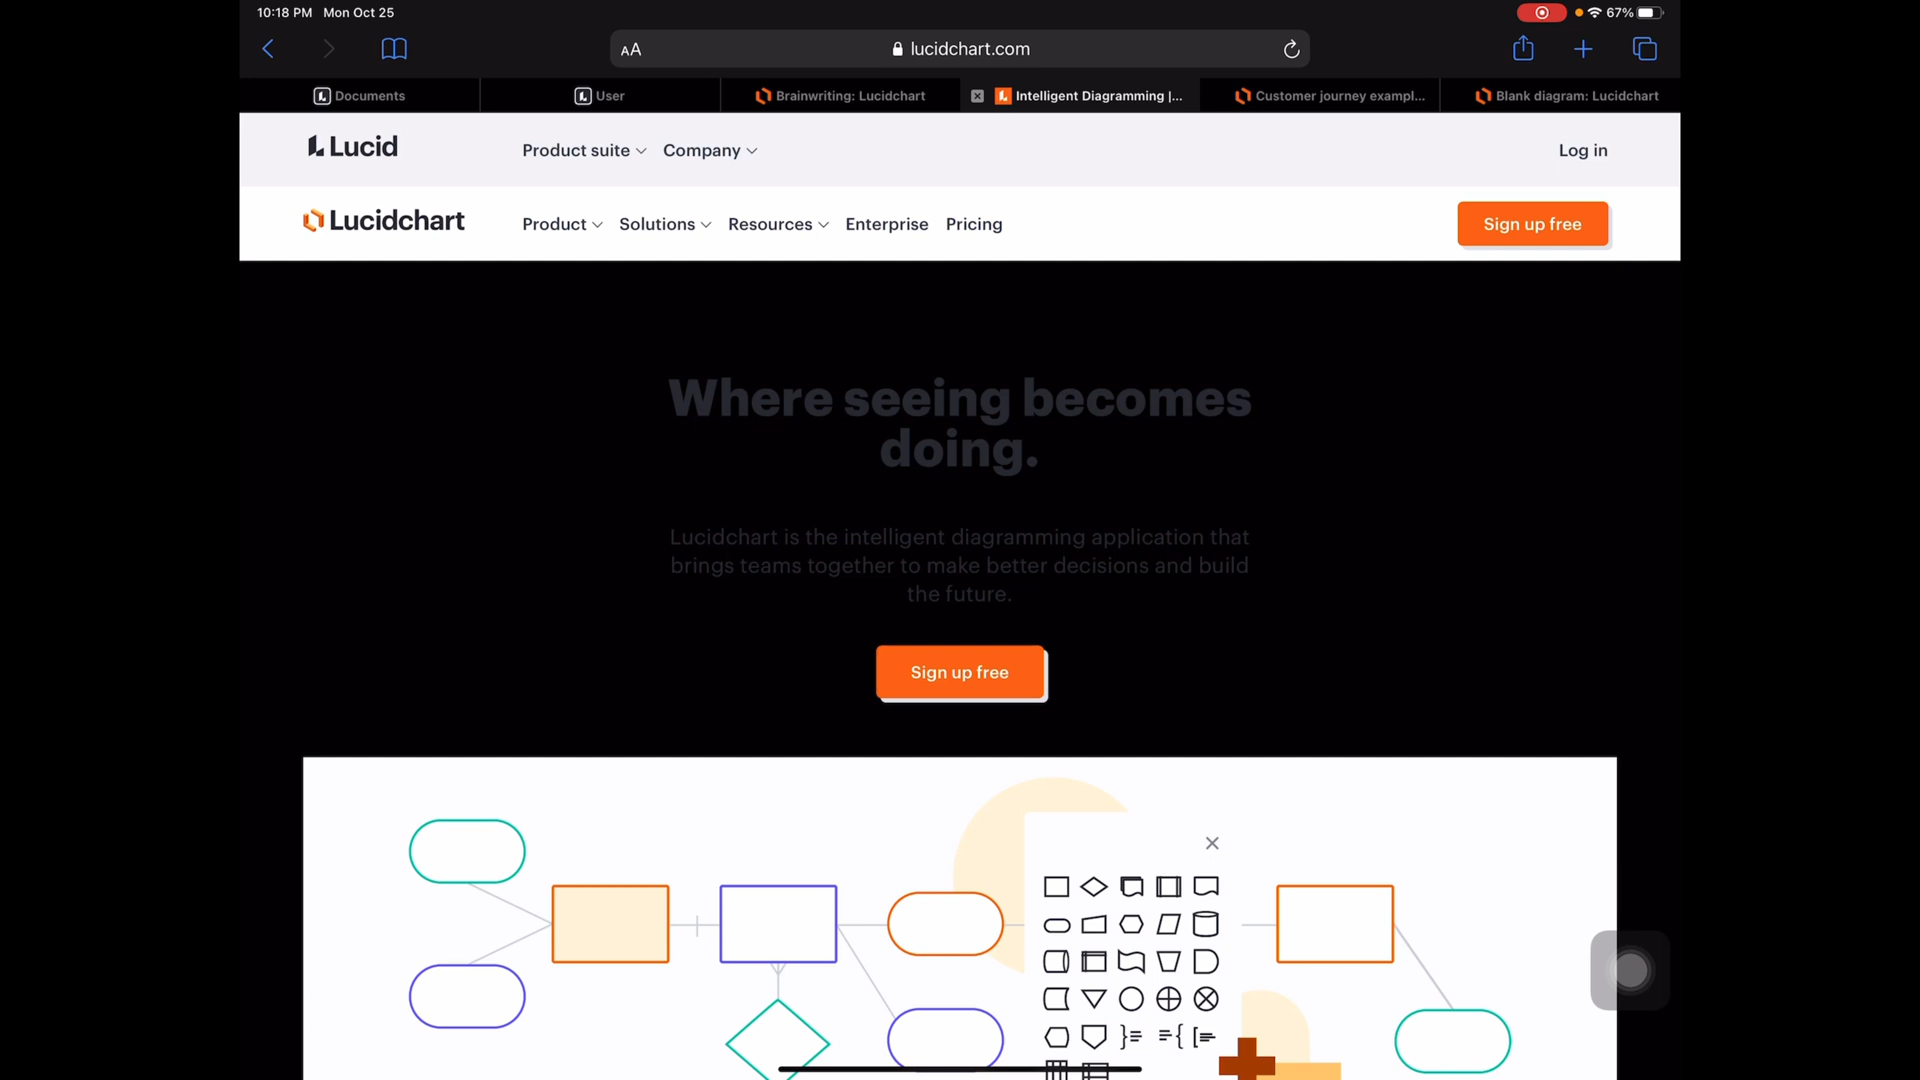 10:18 PM Mon Oct 25
67%
AA
lucidchart.com
Documents
User
Brainwriting: Lucidchart
Intelligent Diagramming |...
Customer journey exampl...
Blank diagram: Lucidchart
Lucid
Product suite
Company
Log in
Lucidchart
Product
Solutions
Resources
Enterprise
Pricing
Sign up free
Where seeing becomes
doing.
Lucidchart is the intelligent diagramming application that
brings teams together to make better decisions and build
the future.
Sign up free